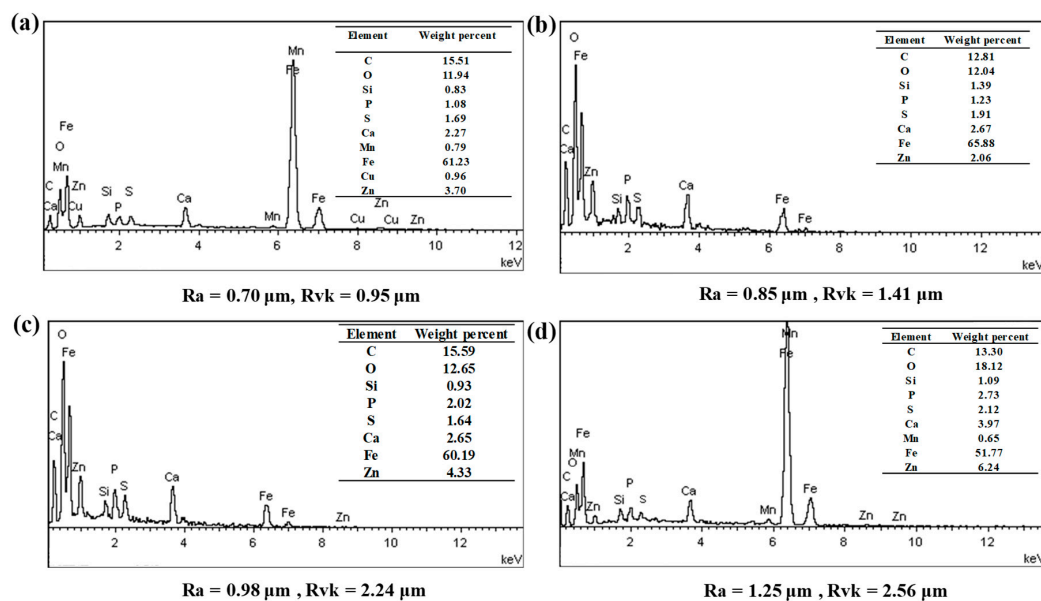 (a)
Element Weight percent
C 15.51
O 11.94
Si 0.83
P 1.08
S 1.69
Ca 2.27
Mn 0.79
Fe 61.23
Cu 0.96
Zn 3.70
Mn
Fe
Fe
O
C Mn Zn
Ca Cu
Si S
P
Ca
Mn
Fe
Zn
Cu Cu Zn
2 4 6 8 10 12
keV
Ra = 0.70 μm, Rvk = 0.95 μm
(b)
Element Weight percent
C 12.81
O 12.04
Si 1.39
P 1.23
S 1.91
Ca 2.67
Fe 65.88
Zn 2.06
O
Fe
C
Ca Zn
P
Si S
Ca
Fe
Fe
2 4 6 8 10 12
keV
Ra = 0.85 μm , Rvk = 1.41 μm
(c)
Element Weight percent
C 15.59
O 12.65
Si 0.93
P 2.02
S 1.64
Ca 2.65
Fe 60.19
Zn 4.33
O
Fe
C
Ca
Zn P
Si S
Ca
Fe
Fe Zn
2 4 6 8 10 12
keV
Ra = 0.98 μm , Rvk = 2.24 μm
(d)
Element Weight percent
C 13.30
O 18.12
Si 1.09
P 2.73
S 2.12
Ca 3.97
Mn 0.65
Fe 51.77
Zn 6.24
Mn
Fe
Fe
O Mn
C
Ca Zn
P
Si S
Ca
Mn
Fe
Zn Zn
2 4 6 8 10 12
keV
Ra = 1.25 μm , Rvk = 2.56 μm